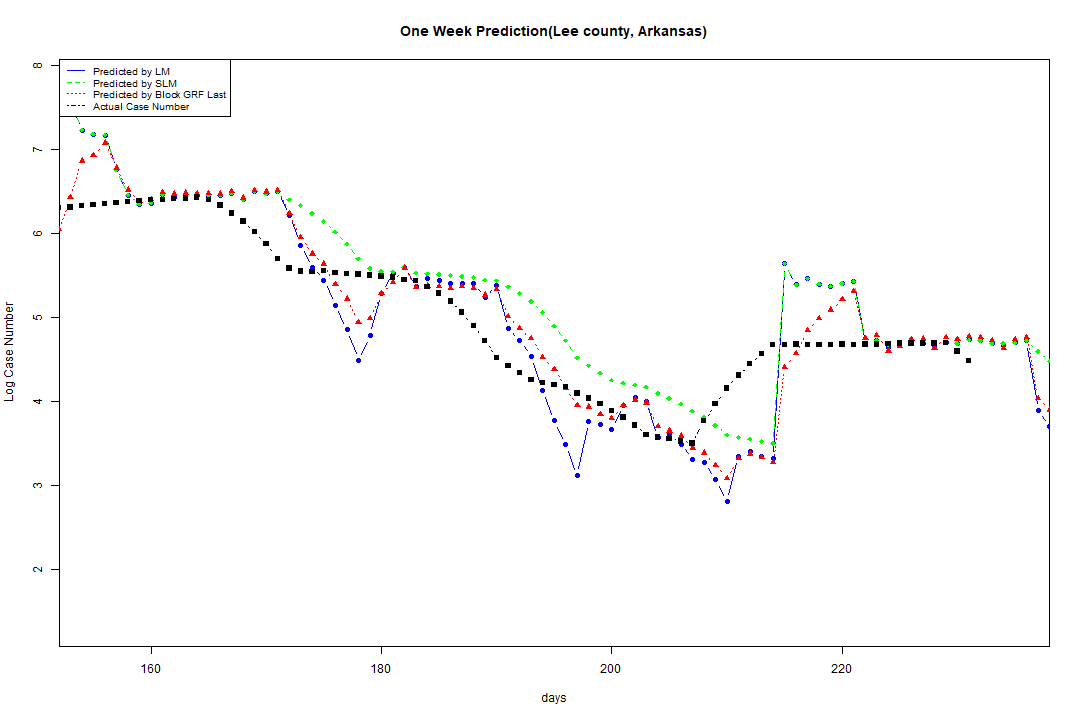 One Week Prediction(Lee county, Arkansas)
8
Predicted by LM
Predicted by SLM
Predicted by Block GRF Last
Actual Case Number
7
6
5
4
3
2
Log Case Number
160
180
200
220
days